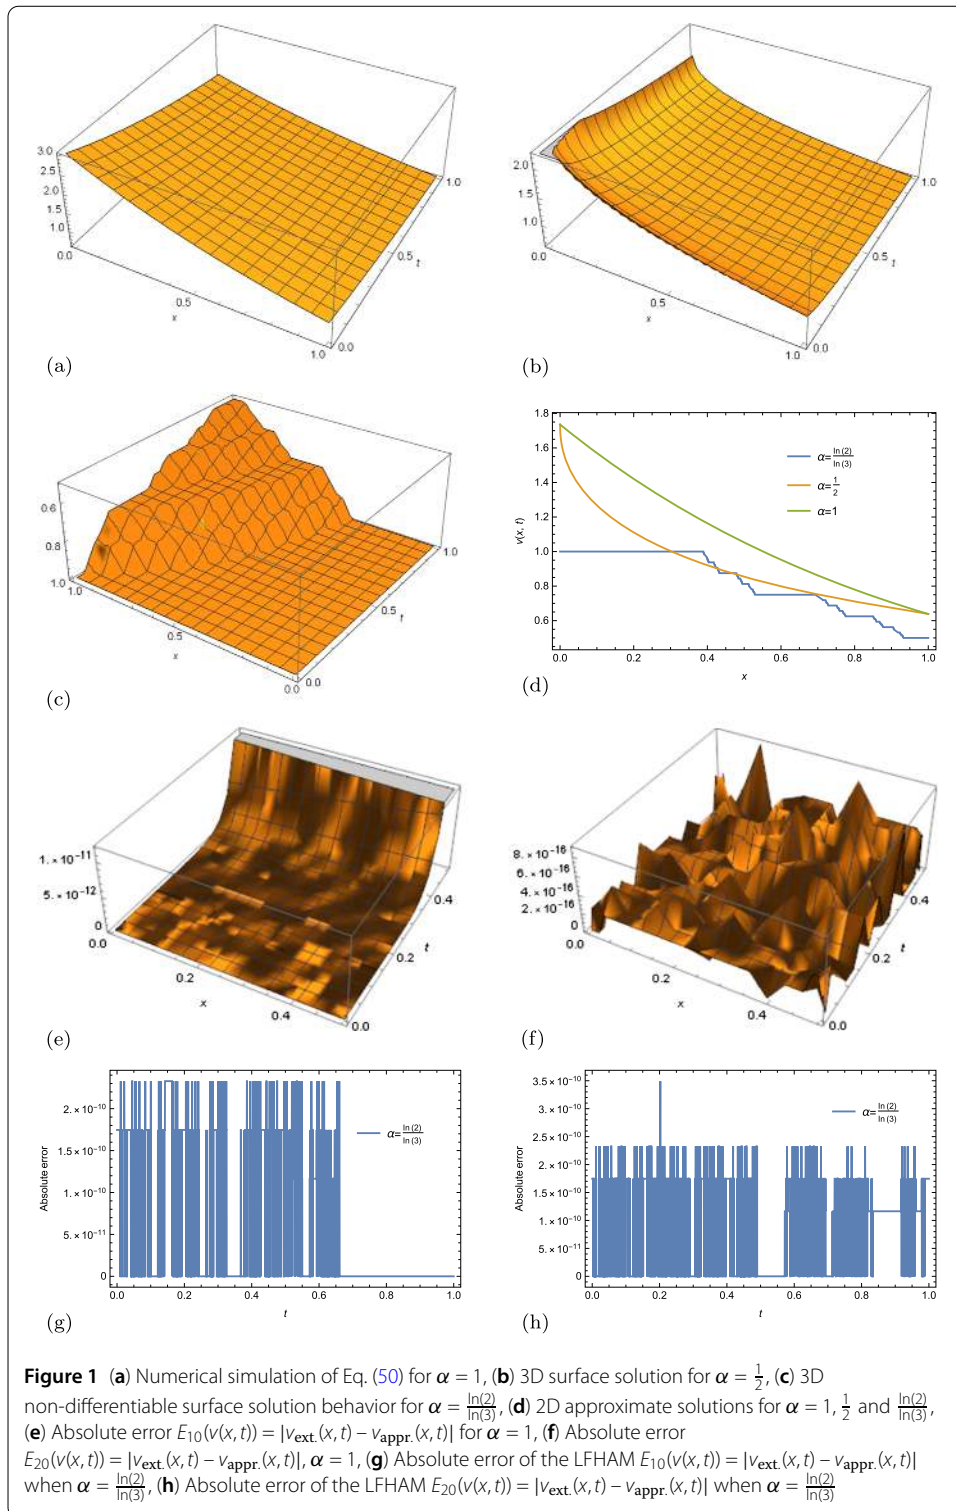 3.0
2.5
2.0
1.5
1.0
0.0
0.5
x
1.0
0.0
0.5
t
1.0
(a)
2.0
1.5
1.0
0.0
0.5
x
1.0
0.0
0.5
t
1.0
(b)
0.6
0.8
1.0
1.0
0.5
x
0.0
0.0
0.5
t
1.0
(c)
1.8
1.6
1.4
1.2
1.0
0.8
0.6
v(x, t)
0.0 0.2 0.4 0.6 0.8 1.0
x
α=ln(2)/ln(3)
α=1/2
α=1
(d)
1.×10⁻¹¹
5.×10⁻¹²
0
0.0
0.2
x
0.4
0.0
0.2
t
0.4
(e)
8.×10⁻¹⁶
6.×10⁻¹⁶
4.×10⁻¹⁶
2.×10⁻¹⁶
0
0.0
0.2
x
0.4
0.0
0.2
t
0.4
(f)
2.×10⁻¹⁰
1.5×10⁻¹⁰
1.×10⁻¹⁰
5.×10⁻¹¹
0
Absolute error
0.0 0.2 0.4 0.6 0.8 1.0
t
α=ln(2)/ln(3)
(g)
3.5×10⁻¹⁰
2.5×10⁻¹⁰
1.5×10⁻¹⁰
1.×10⁻¹⁰
5.×10⁻¹¹
0
Absolute error
0.0 0.2 0.4 0.6 0.8 1.0
t
α=ln(2)/ln(3)
(h)
Figure 1 (a) Numerical simulation of Eq. (50) for α = 1, (b) 3D surface solution for α = 1/2, (c) 3D
non-differentiable surface solution behavior for α = ln(2)/ln(3), (d) 2D approximate solutions for α = 1, 1/2 and ln(2)/ln(3),
(e) Absolute error E₁₀(v(x, t)) = |v_ext.(x, t) − v_appr.(x, t)| for α = 1, (f) Absolute error
E₂₀(v(x, t)) = |v_ext.(x, t) − v_appr.(x, t)|, α = 1, (g) Absolute error of the LFHAM E₁₀(v(x, t)) = |v_ext.(x, t) − v_appr.(x, t)|
when α = ln(2)/ln(3), (h) Absolute error of the LFHAM E₂₀(v(x, t)) = |v_ext.(x, t) − v_appr.(x, t)| when α = ln(2)/ln(3)